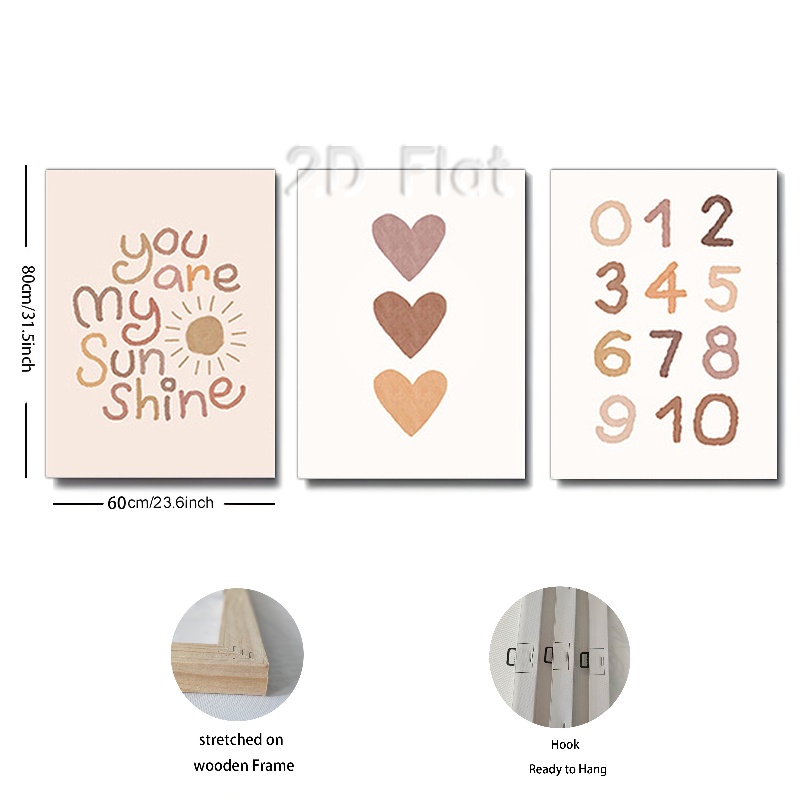 2D Flat
80cm/31.5inch
you
are
My
Sun
shine
0 1 2
3 4 5
6 7 8
9 10
60cm/23.6inch
stretched on
wooden Frame
Hook
Ready to Hang